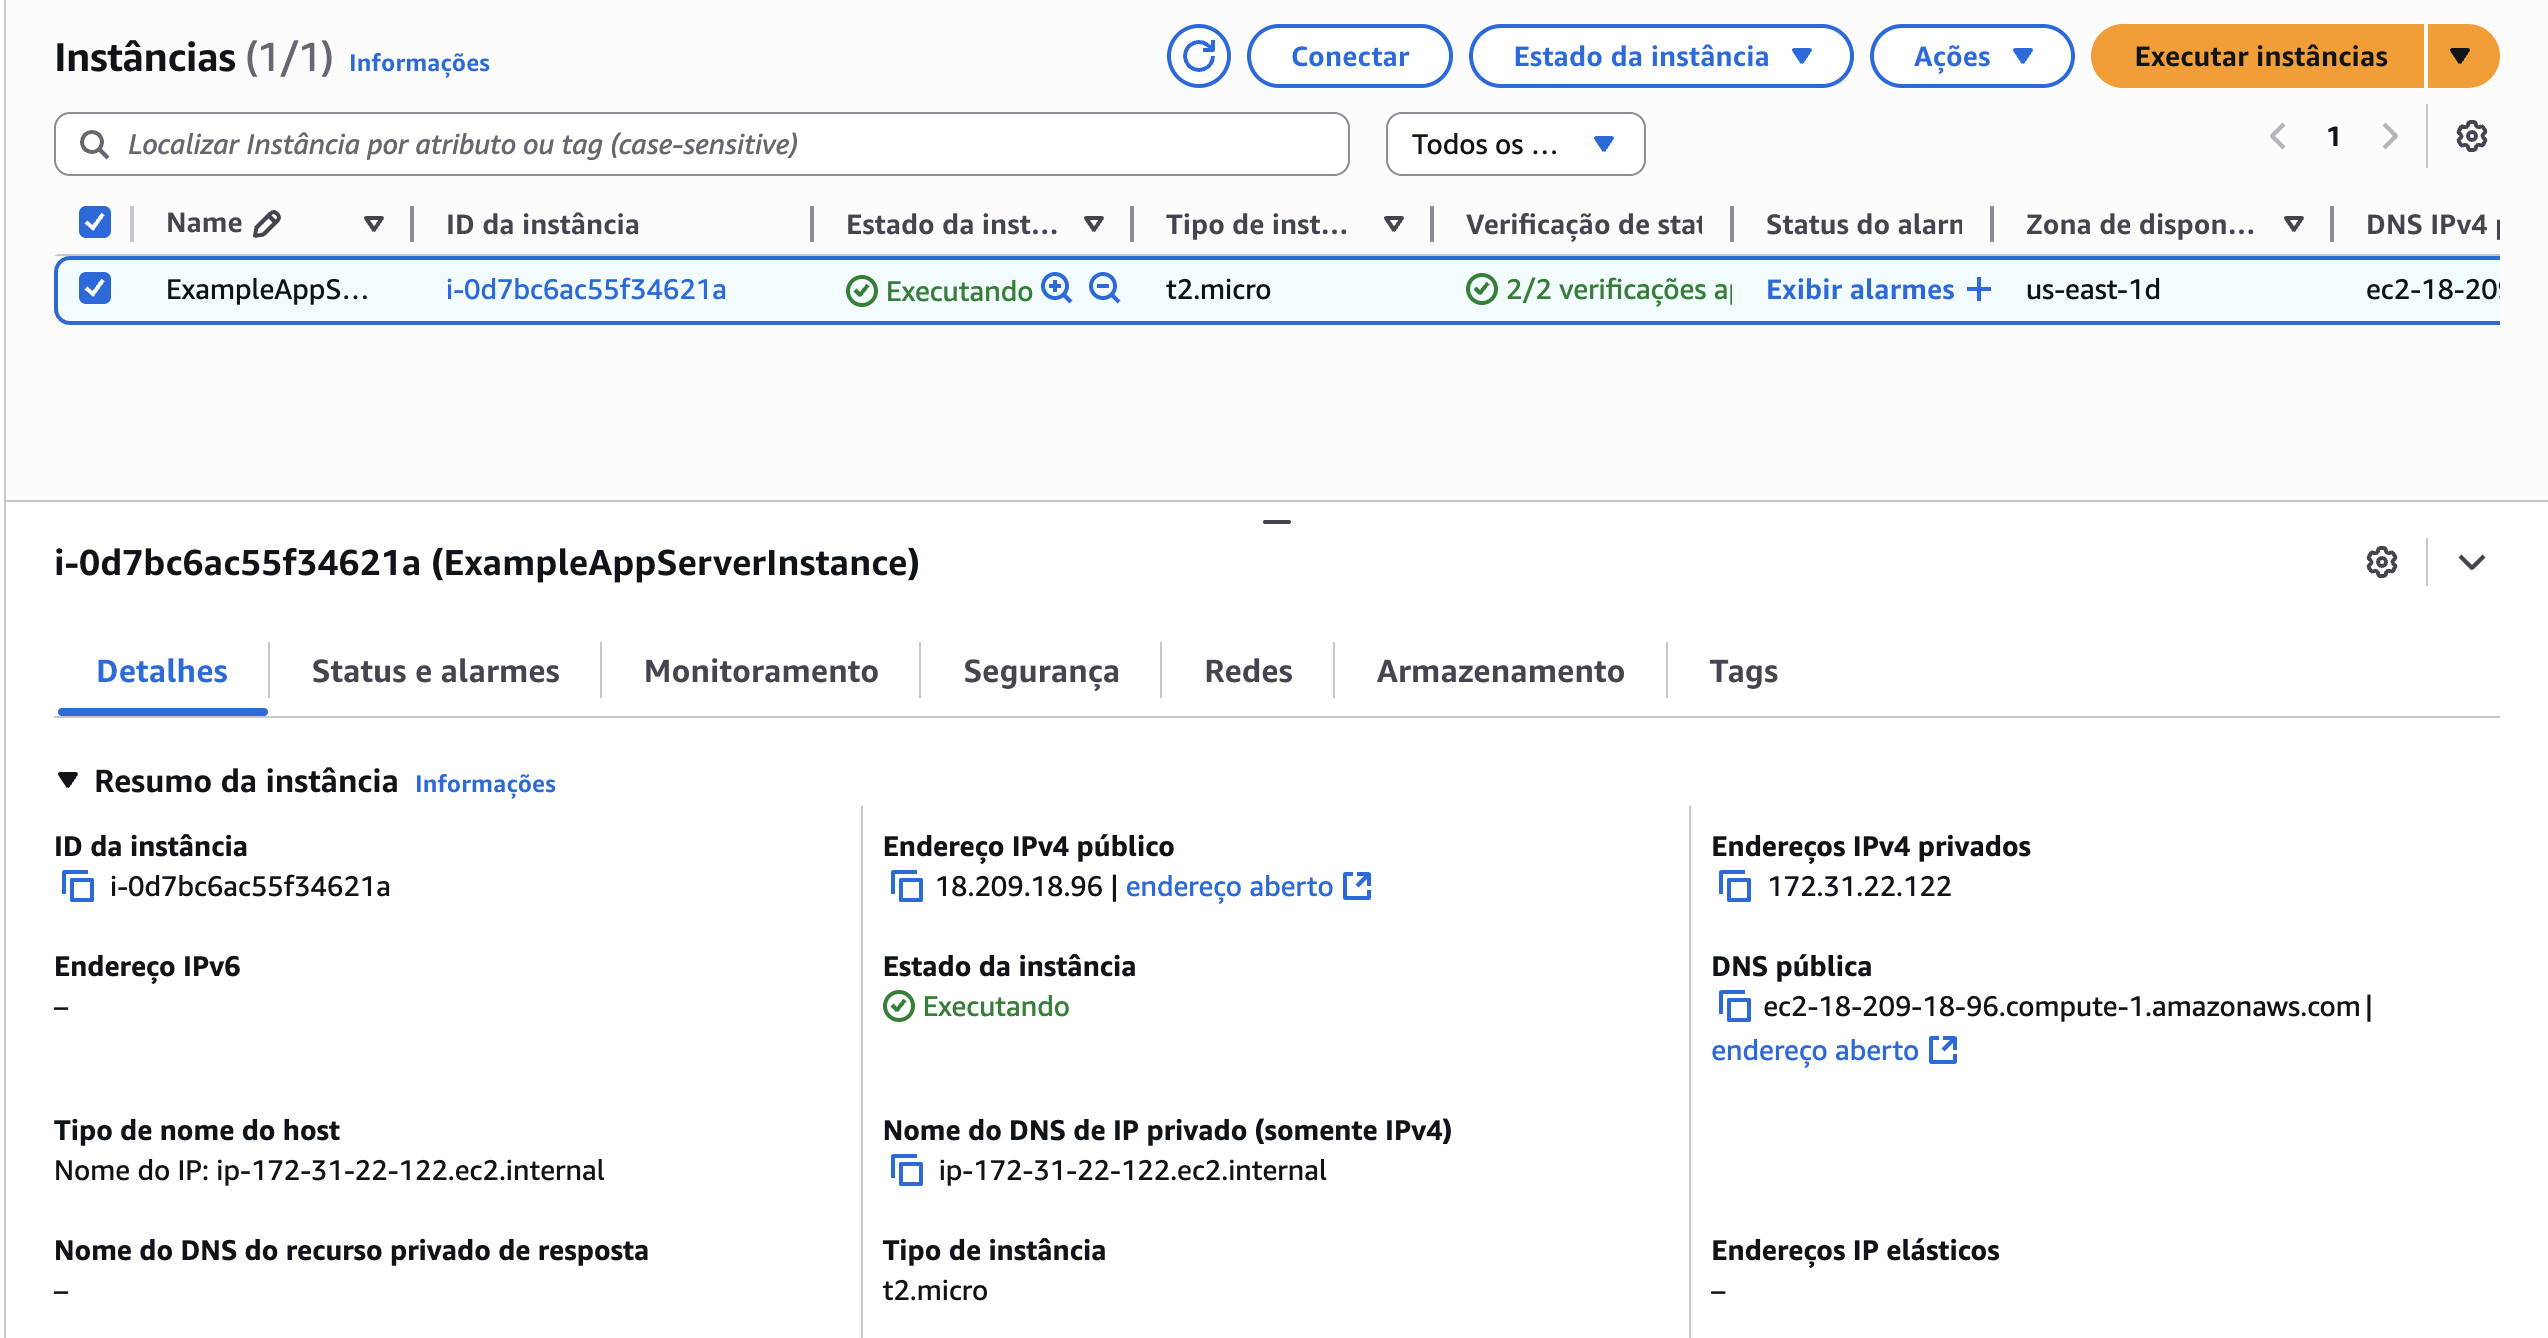 Instâncias (1/1) Informações
Conectar
Estado da instância
Ações
Executar instâncias
Localizar Instância por atributo ou tag (case-sensitive)
Todos os ...
1
Name ID da instância Estado da inst... Tipo de inst... Verificação de stat Status do alarn Zona de dispon... DNS IPv4
ExampleAppS... i-0d7bc6ac55f34621a Executando t2.micro 2/2 verificações Exibir alarmes us-east-1d ec2-18-20
i-0d7bc6ac55f34621a (ExampleAppServerInstance)
Detalhes Status e alarmes Monitoramento Segurança Redes Armazenamento Tags
Resumo da instância Informações
ID da instância
i-0d7bc6ac55f34621a
Endereço IPv4 público
18.209.18.96 | endereço aberto
Endereços IPv4 privados
172.31.22.122
Endereço IPv6
–
Estado da instância
Executando
DNS pública
ec2-18-209-18-96.compute-1.amazonaws.com |
endereço aberto
Tipo de nome do host
Nome do IP: ip-172-31-22-122.ec2.internal
Nome do DNS de IP privado (somente IPv4)
ip-172-31-22-122.ec2.internal
Nome do DNS do recurso privado de resposta
–
Tipo de instância
t2.micro
Endereços IP elásticos
–